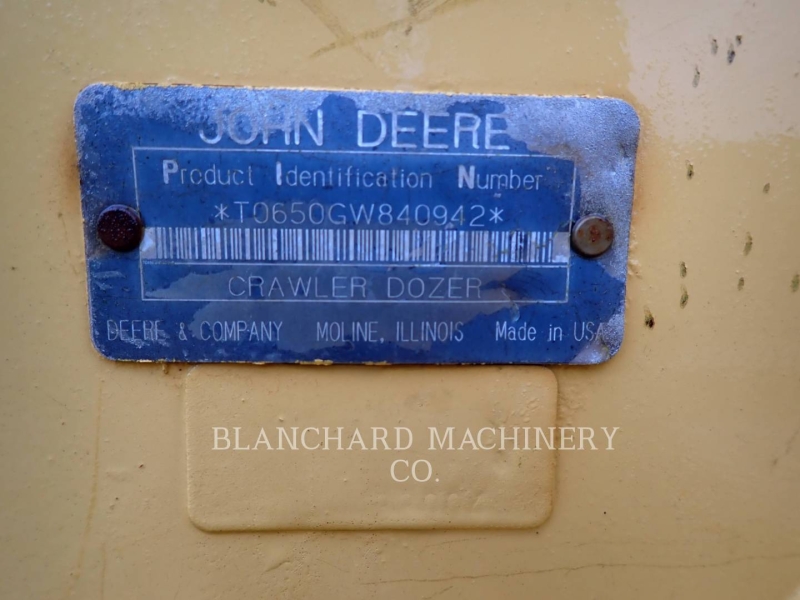 JOHN DEERE
Product Identification Number
*T0650GW840942*
CRAWLER DOZER
DEERE & COMPANY MOLINE, ILLINOIS Made in USA
BLANCHARD MACHINERY
CO.